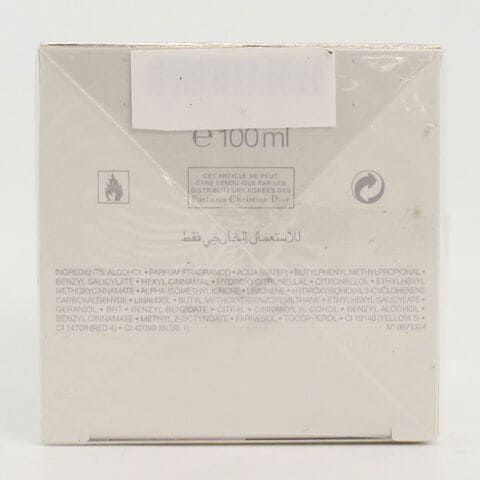 e 100ml
CET ARTICLE NE PEUT
ÊTRE VENDU QUE PAR LES
DISTRIBUTEURS AGRÉÉS DES
Parfums Christian Dior
للاستعمال الخارجي فقط
INGREDIENTS: ALCOHOL • PARFUM (FRAGRANCE) • AQUA (WATER) • BUTYLPHENYL METHYLPROPIONAL •
BENZYL SALICYLATE • HEXYL CINNAMAL • HYDROXYCITRONELLAL • CITRONELLOL • ETHYLHEXYL
METHOXYCINNAMATE • ALPHA-ISOMETHYL IONONE • LIMONENE • HYDROXYISOHEXYL 3-CYCLOHEXENE
CARBOXALDEHYDE • LINALOOL • BUTYL METHOXYDIBENZOYLMETHANE • ETHYLHEXYL SALICYLATE •
GERANIOL • BHT • BENZYL BENZOATE • CITRAL • CINNAMYL ALCOHOL • BENZYL ALCOHOL •
BENZYL CINNAMATE • METHYL 2-OCTYNOATE • FARNESOL • TOCOPHEROL • CI 19140 (YELLOW 5) •
CI 14700 (RED 4) • CI 42090 (BLUE 1). N° 08713/A